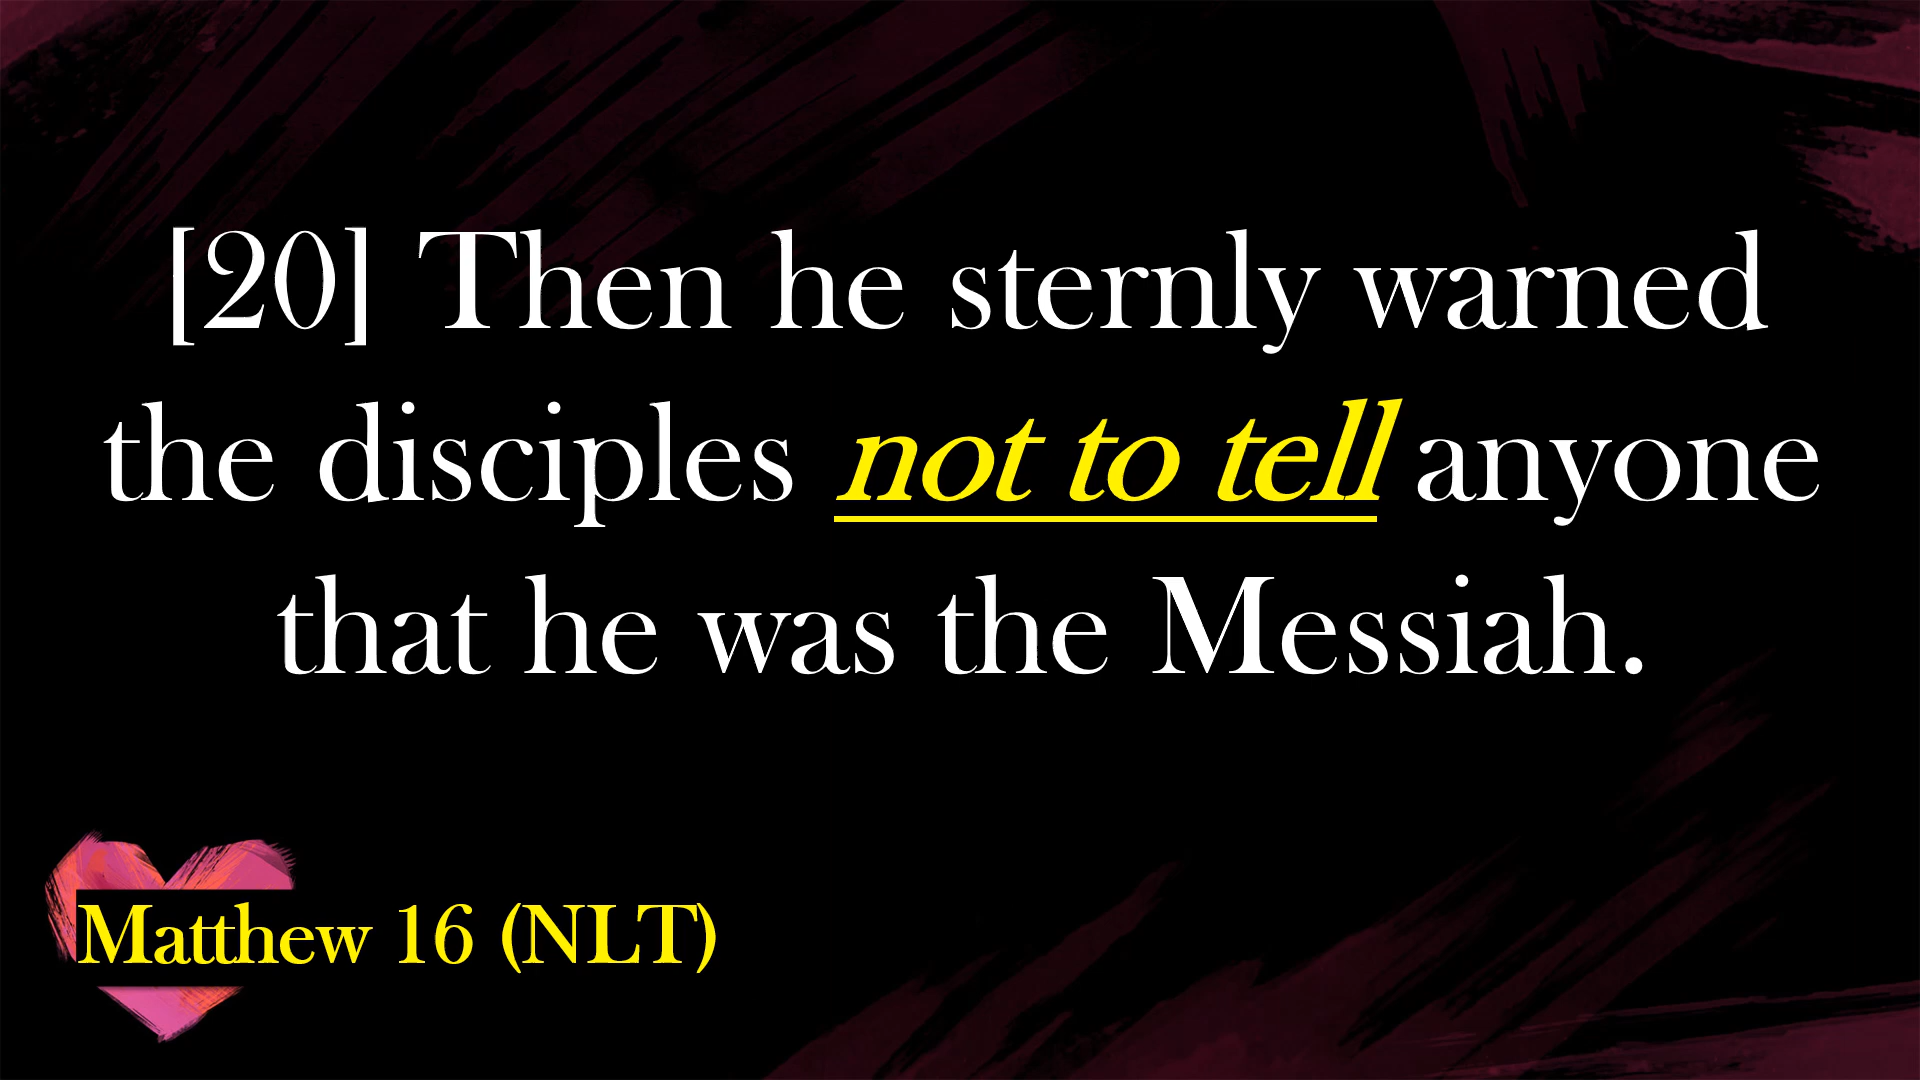 [20] Then he sternly warned
the disciples not to tell anyone
that he was the Messiah.
Matthew 16 (NLT)